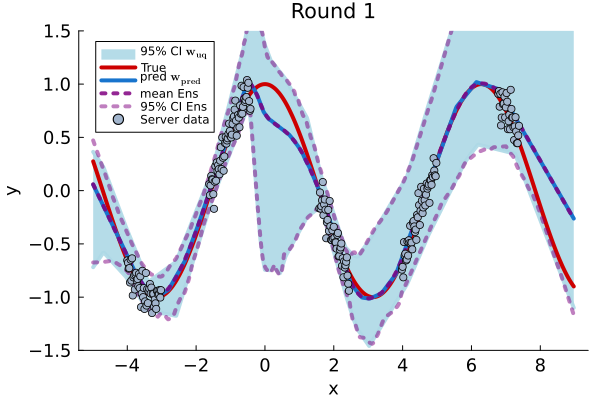 Round 1
1.5
1.0
0.5
0.0
−0.5
−1.0
−1.5
y
95% CI w_uq
True
pred w_pred
mean Ens
95% CI Ens
Server data
−4 −2 0 2 4 6 8
x